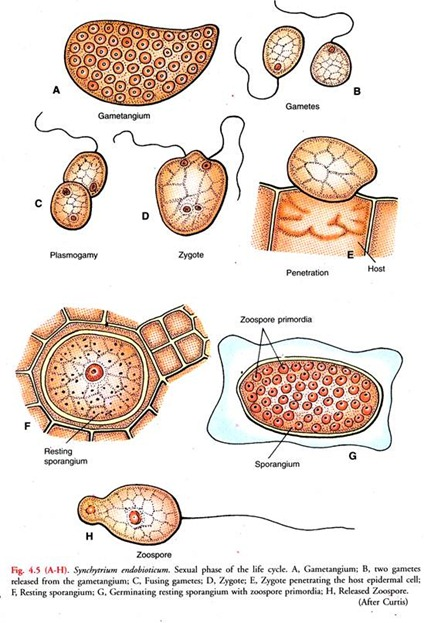 A
Gametangium
B
Gametes
C
Plasmogamy
D
Zygote
E
Host
Penetration
F
Resting
sporangium
Zoospore primordia
Sporangium
G
H
Zoospore
Fig. 4.5 (A-H). Synchytrium endobioticum. Sexual phase of the life cycle. A, Gametangium; B, two gametes
released from the gametangium; C, Fusing gametes; D, Zygote; E, Zygote penetrating the host epidermal cell;
F, Resting sporangium; G, Germinating resting sporangium with zoospore primordia; H, Released Zoospore.
(After Curtis)